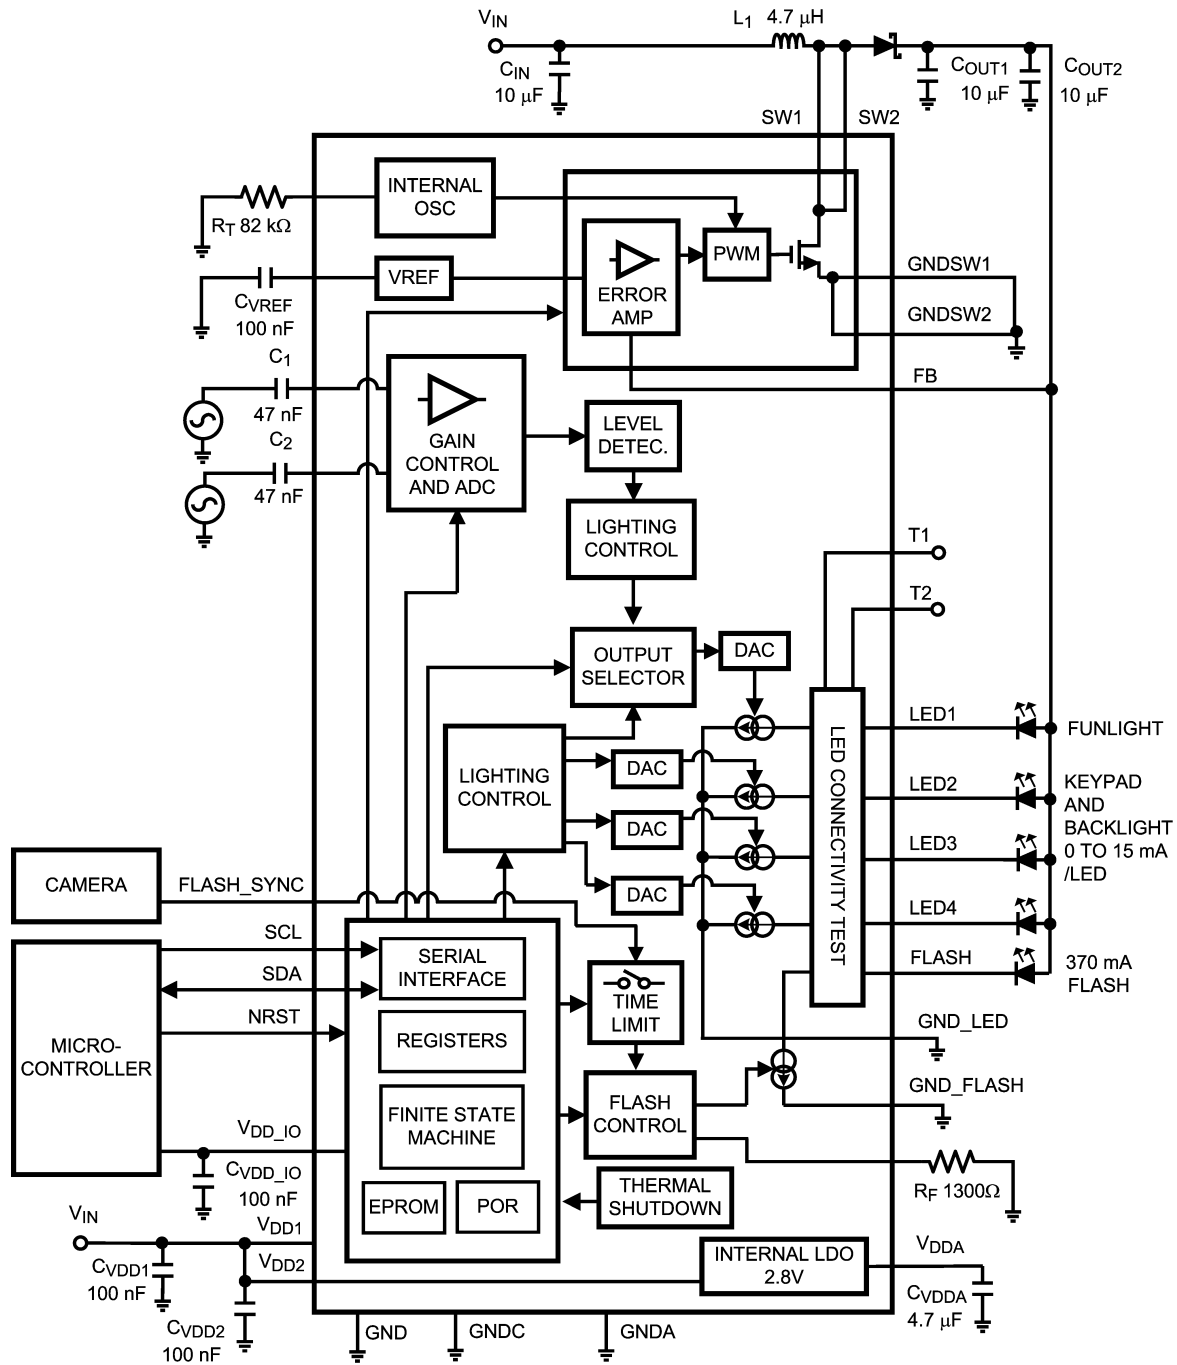 VIN
L1 4.7 µH
CIN
10 µF
COUT1
10 µF
COUT2
10 µF
SW1
SW2
INTERNAL
OSC
RT 82 kΩ
PWM
VREF
ERROR
AMP
GNDSW1
CVREF
100 nF
GNDSW2
C1
FB
47 nF
LEVEL
DETEC.
C2
GAIN
CONTROL
AND ADC
47 nF
LIGHTING
CONTROL
T1
T2
OUTPUT
SELECTOR
DAC
LED1
FUNLIGHT
LED CONNECTIVITY TEST
LIGHTING
CONTROL
DAC
LED2
KEYPAD
AND
BACKLIGHT
0 TO 15 mA
/LED
DAC
LED3
CAMERA
FLASH_SYNC
DAC
LED4
SCL
SERIAL
INTERFACE
FLASH
370 mA
FLASH
SDA
TIME
LIMIT
NRST
GND_LED
MICRO-
CONTROLLER
REGISTERS
GND_FLASH
FINITE STATE
MACHINE
FLASH
CONTROL
VDD_IO
CVDD_IO
100 nF
RF 1300Ω
THERMAL
SHUTDOWN
EPROM
POR
VIN
VDD1
VDD2
INTERNAL LDO
2.8V
VDDA
CVDD1
100 nF
CVDDA
4.7 µF
CVDD2
100 nF
GND
GNDC
GNDA